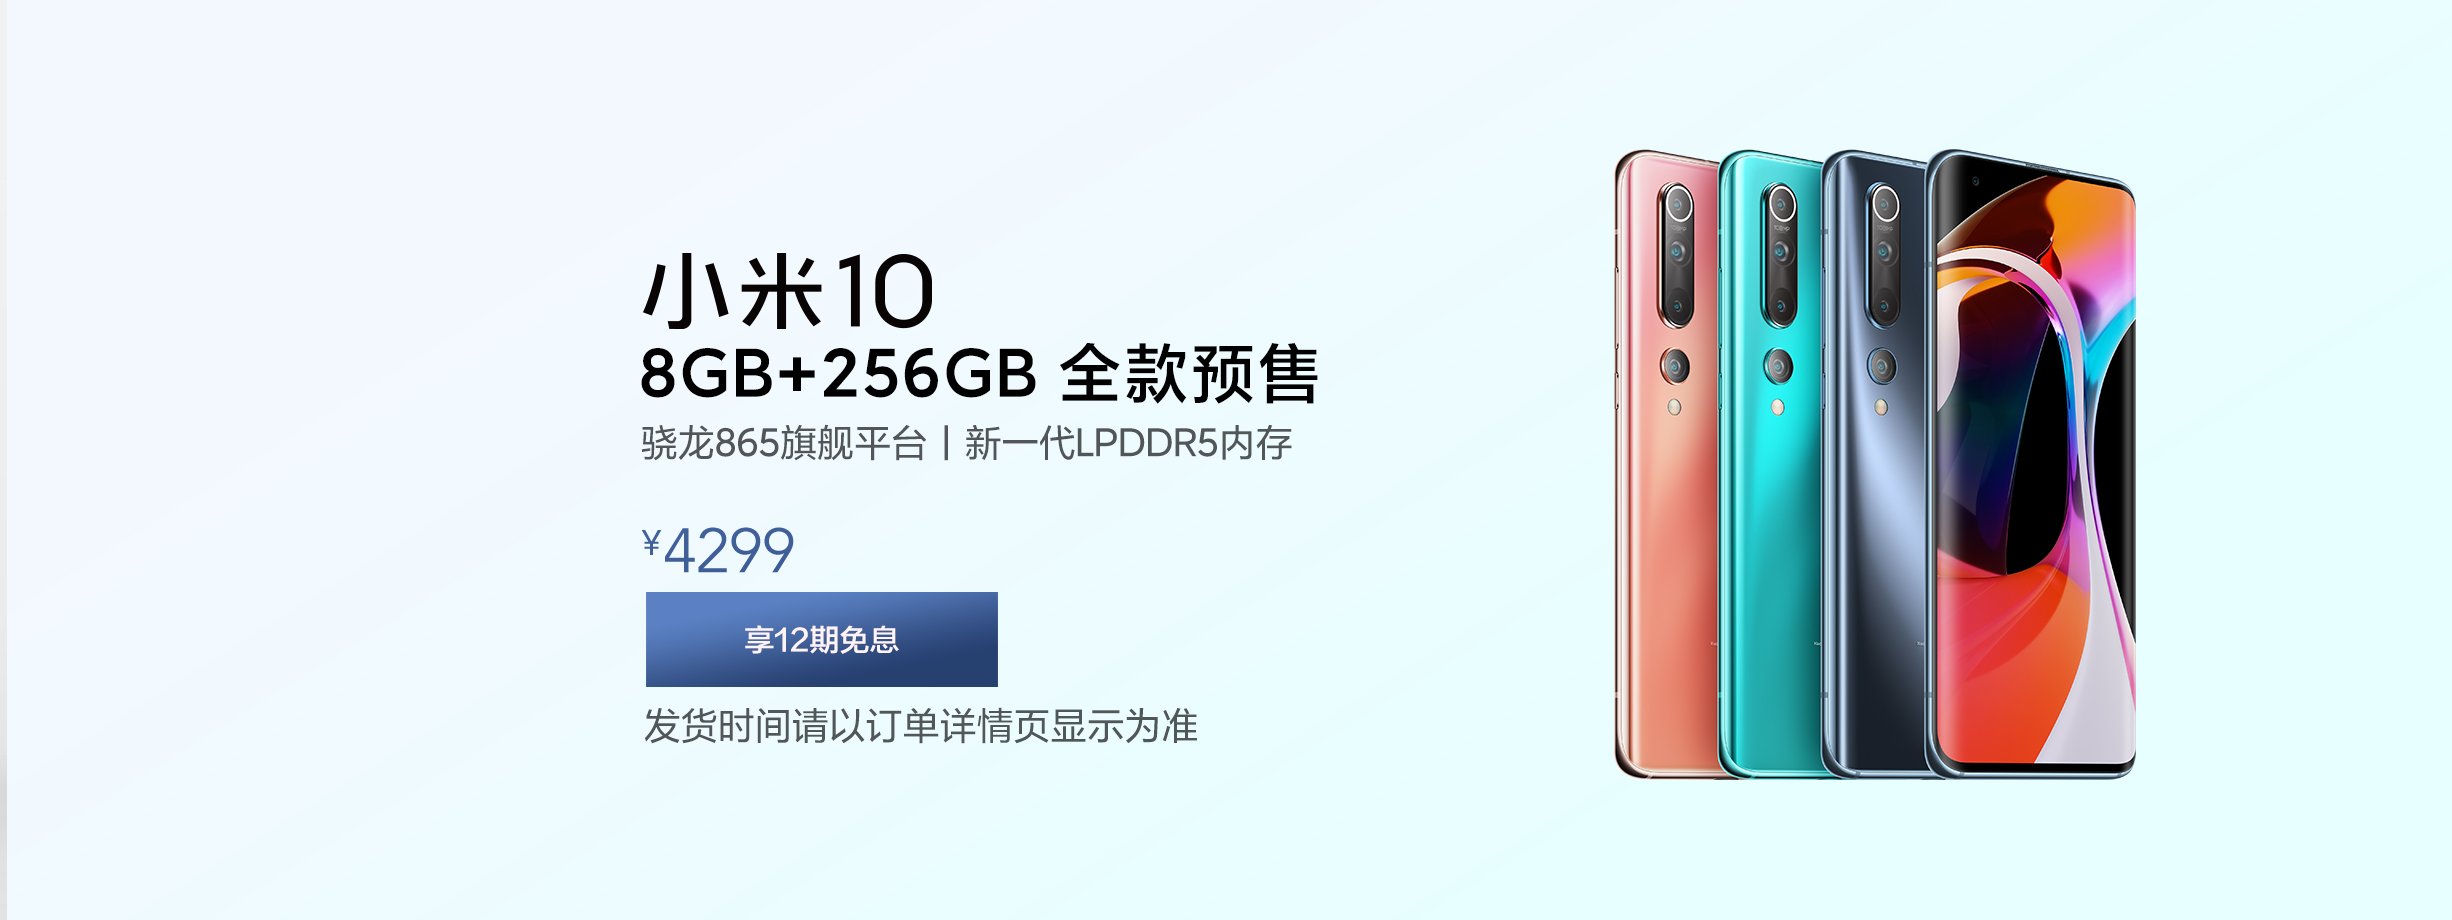 小米10
8GB+256GB 全款预售
骁龙865旗舰平台丨新一代LPDDR5内存
¥4299
享12期免息
发货时间请以订单详情页显示为准